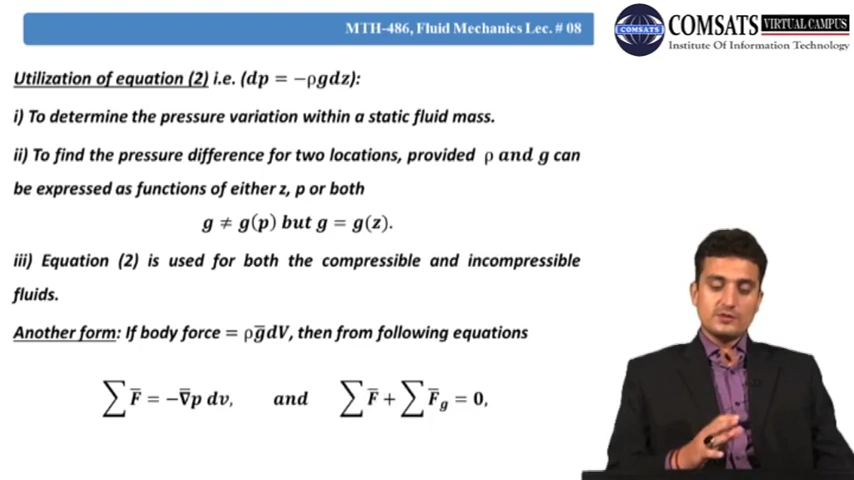 MTH-486, Fluid Mechanics Lec. # 08
COMSATS VIRTUAL CAMPUS
COMSATS
Institute Of Information Technology
Utilization of equation (2) i.e. (dp = −ρgdz):
i) To determine the pressure variation within a static fluid mass.
ii) To find the pressure difference for two locations, provided ρ and g can
be expressed as functions of either z, p or both
g ≠ g(p) but g = g(z).
iii) Equation (2) is used for both the compressible and incompressible
fluids.
Another form: If body force = ρg̅dV, then from following equations
∑ F̅ = −∇̅p dv, and ∑ F̅ + ∑ F̅g = 0,